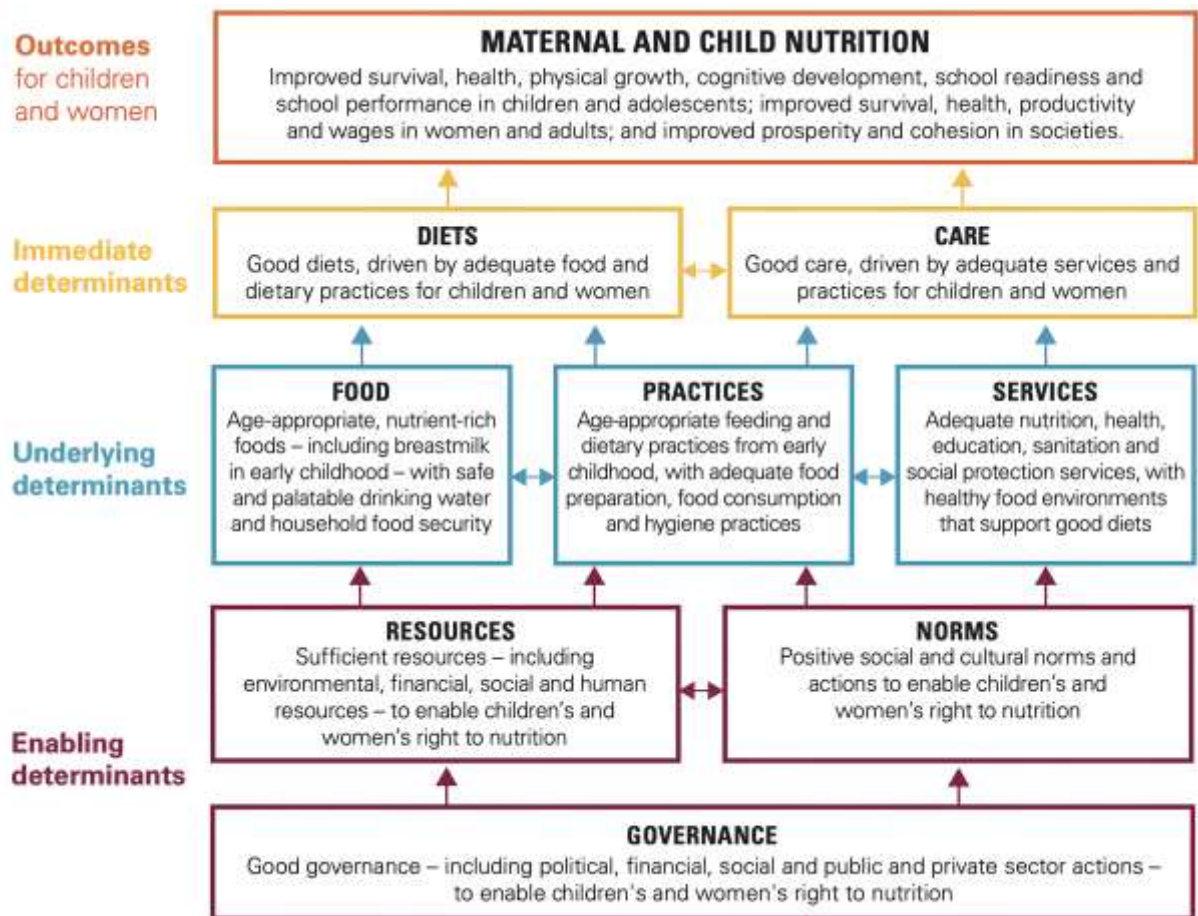 Outcomes
for children
and women
MATERNAL AND CHILD NUTRITION
Improved survival, health, physical growth, cognitive development, school readiness and
school performance in children and adolescents; improved survival, health, productivity
and wages in women and adults; and improved prosperity and cohesion in societies.
Immediate
determinants
DIETS
Good diets, driven by adequate food and
dietary practices for children and women
CARE
Good care, driven by adequate services and
practices for children and women
Underlying
determinants
FOOD
Age-appropriate, nutrient-rich
foods – including breastmilk
in early childhood – with safe
and palatable drinking water
and household food security
PRACTICES
Age-appropriate feeding and
dietary practices from early
childhood, with adequate food
preparation, food consumption
and hygiene practices
SERVICES
Adequate nutrition, health,
education, sanitation and
social protection services, with
healthy food environments
that support good diets
Enabling
determinants
RESOURCES
Sufficient resources – including
environmental, financial, social and human
resources – to enable children's and
women's right to nutrition
NORMS
Positive social and cultural norms and
actions to enable children's and
women's right to nutrition
GOVERNANCE
Good governance – including political, financial, social and public and private sector actions –
to enable children's and women's right to nutrition